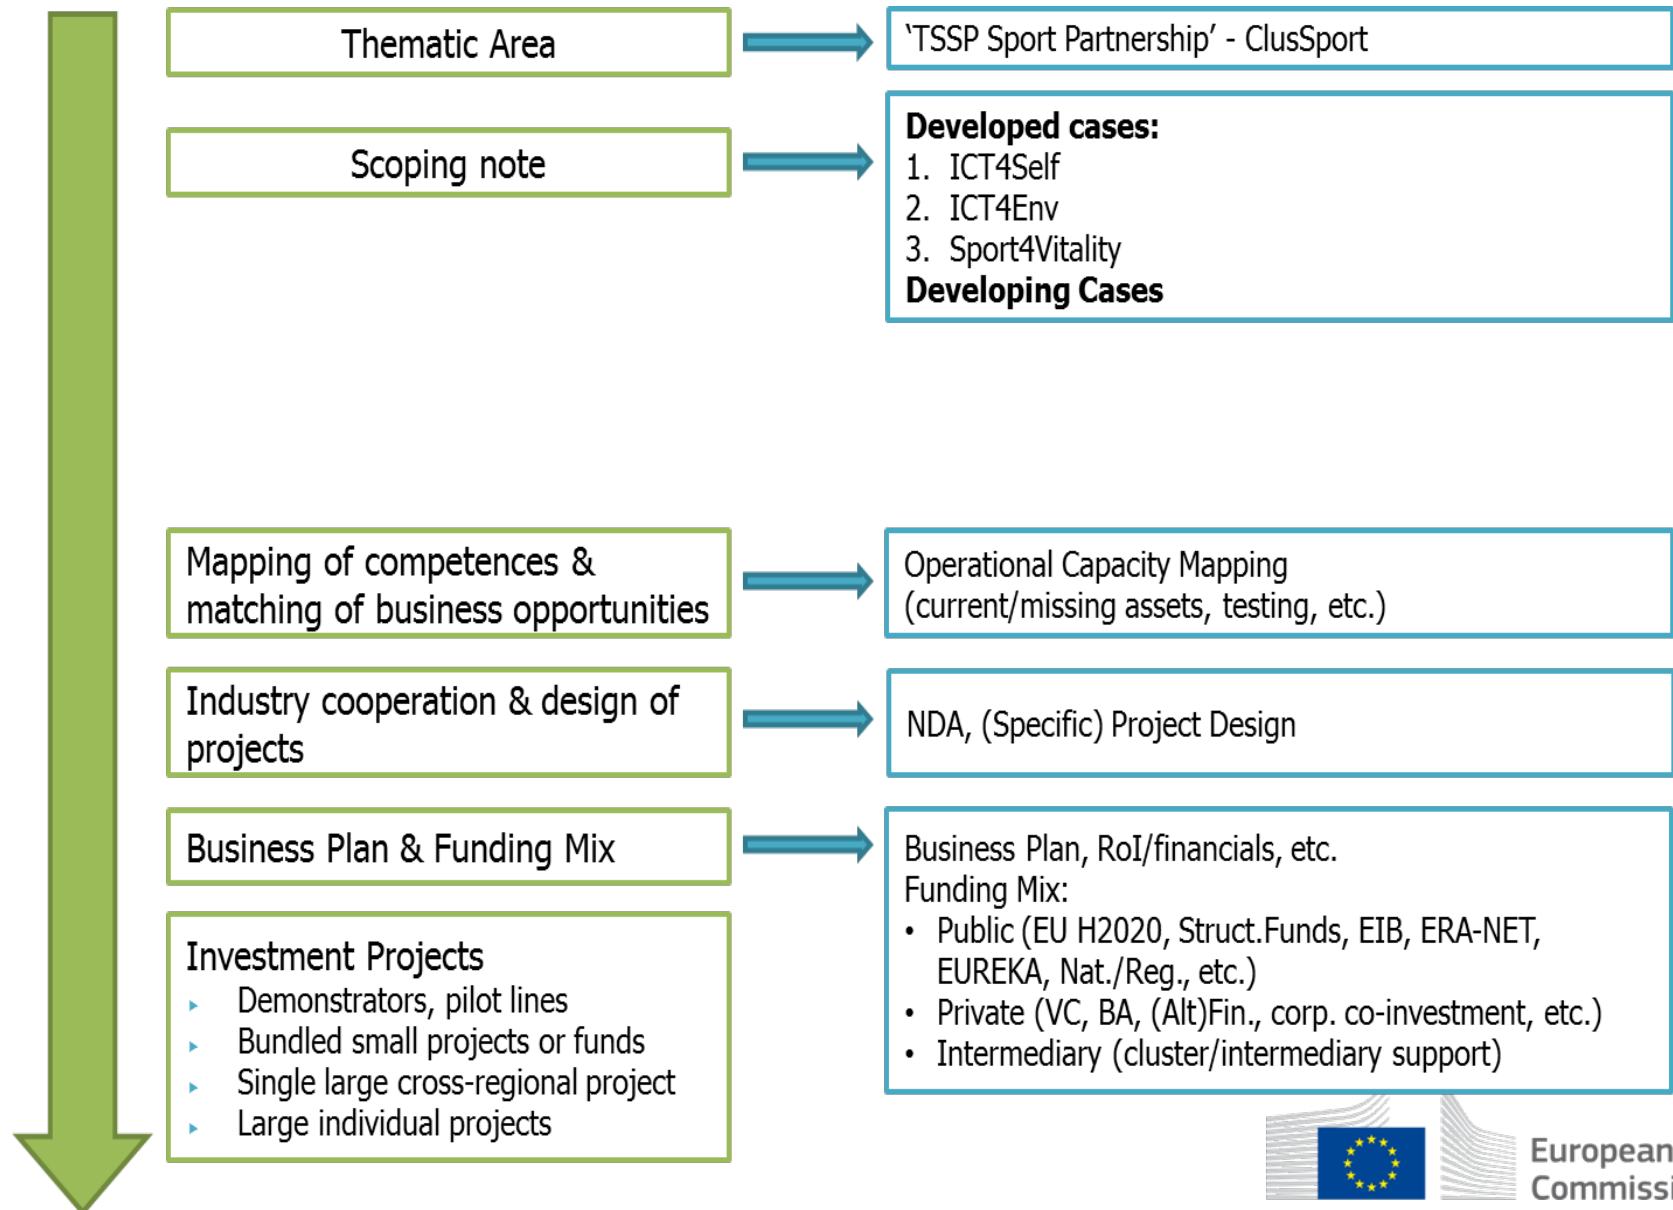 Thematic Area
‘TSSP Sport Partnership’ - ClusSport
Scoping note
Developed cases:
1. ICT4Self
2. ICT4Env
3. Sport4Vitality
Developing Cases
Mapping of competences &
matching of business opportunities
Operational Capacity Mapping
(current/missing assets, testing, etc.)
Industry cooperation & design of
projects
NDA, (Specific) Project Design
Business Plan & Funding Mix
Business Plan, RoI/financials, etc.
Funding Mix:
• Public (EU H2020, Struct.Funds, EIB, ERA-NET,
EUREKA, Nat./Reg., etc.)
• Private (VC, BA, (Alt)Fin., corp. co-investment, etc.)
• Intermediary (cluster/intermediary support)
Investment Projects
▸ Demonstrators, pilot lines
▸ Bundled small projects or funds
▸ Single large cross-regional project
▸ Large individual projects
European
Commissi